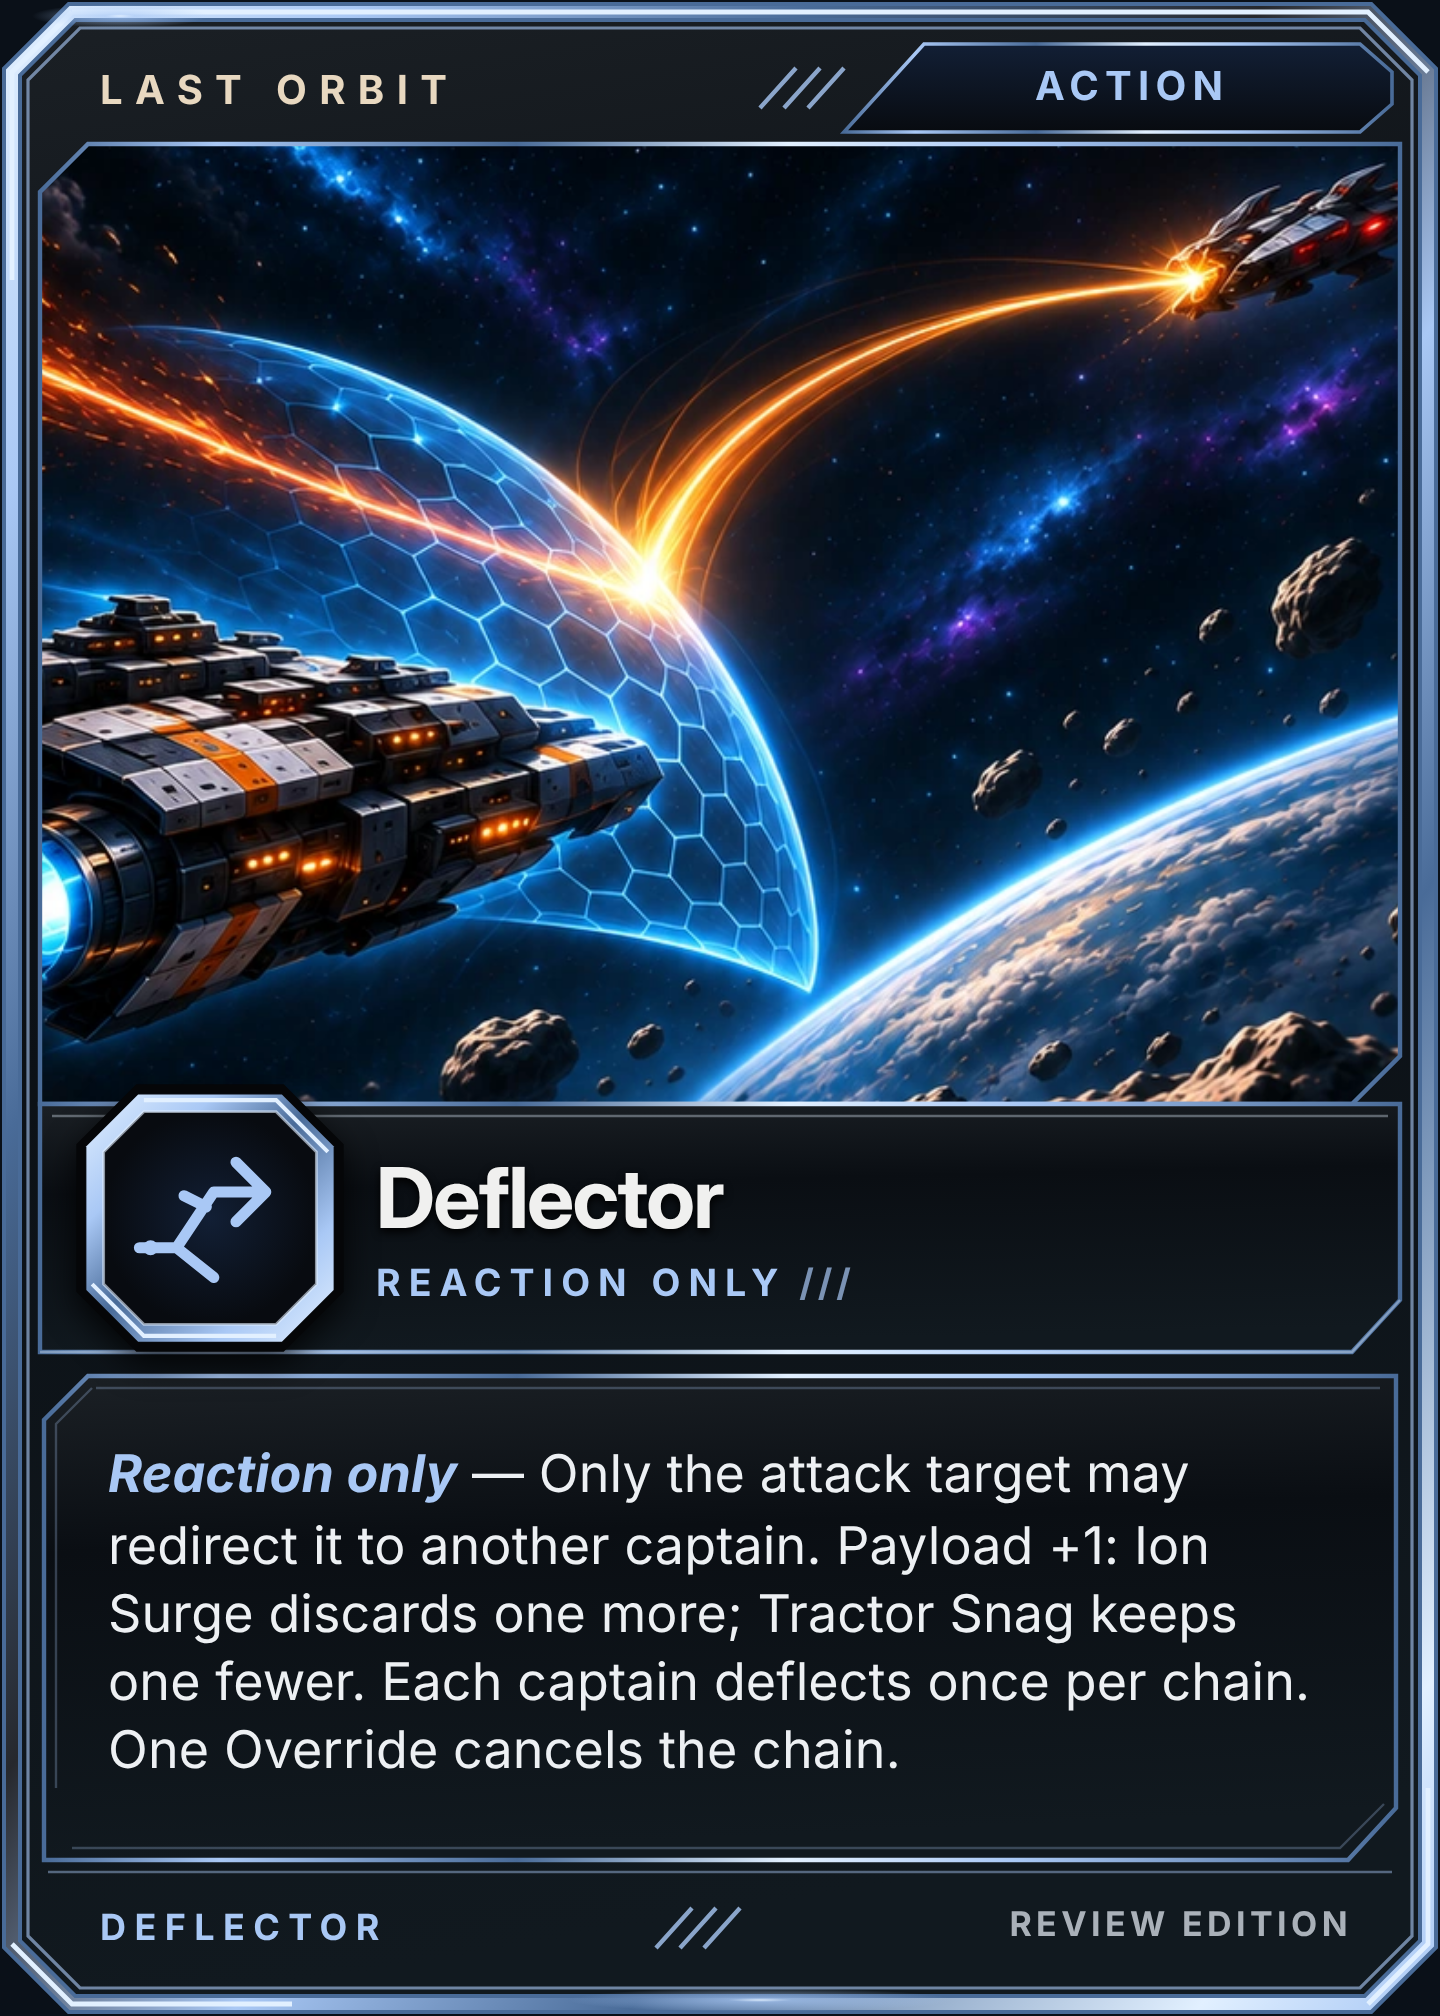 LAST ORBIT
ACTION
Deflector
REACTION ONLY ///
Reaction only — Only the attack target may
redirect it to another captain. Payload +1: Ion
Surge discards one more; Tractor Snag keeps
one fewer. Each captain deflects once per chain.
One Override cancels the chain.
DEFLECTOR
REVIEW EDITION